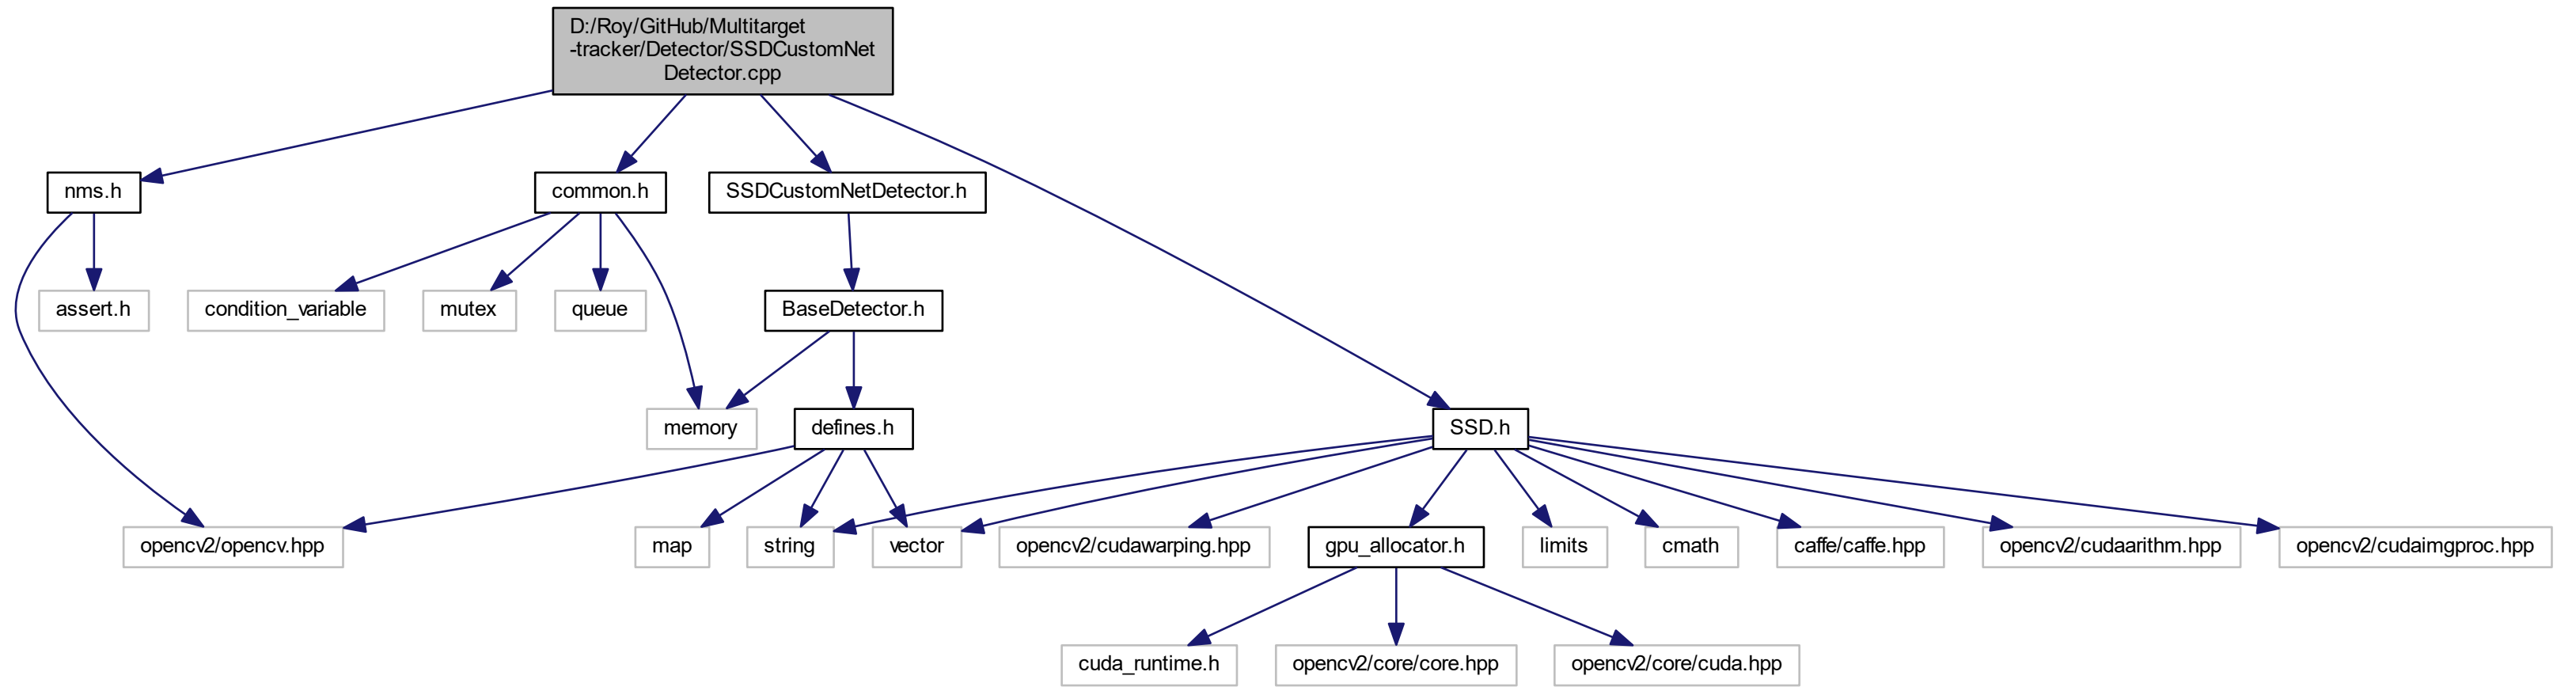 D:/Roy/GitHub/Multitarget
-tracker/Detector/SSDCustomNet
Detector.cpp
nms.h
common.h
SSDCustomNetDetector.h
assert.h
condition_variable
mutex
queue
BaseDetector.h
memory
defines.h
SSD.h
opencv2/opencv.hpp
map
string
vector
opencv2/cudawarping.hpp
gpu_allocator.h
limits
cmath
caffe/caffe.hpp
opencv2/cudaarithm.hpp
opencv2/cudaimgproc.hpp
cuda_runtime.h
opencv2/core/core.hpp
opencv2/core/cuda.hpp